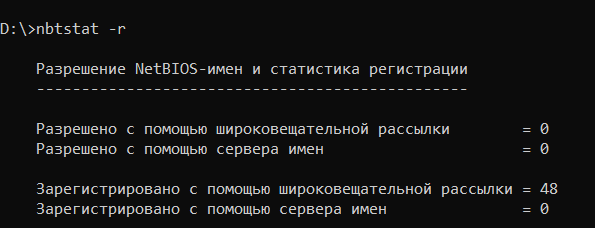 D:\>nbtstat -r
Разрешение NetBIOS-имен и статистика регистрации
------------------------------------------------
Разрешено с помощью широковещательной рассылки = 0
Разрешено с помощью сервера имен = 0
Зарегистрировано с помощью широковещательной рассылки = 48
Зарегистрировано с помощью сервера имен = 0